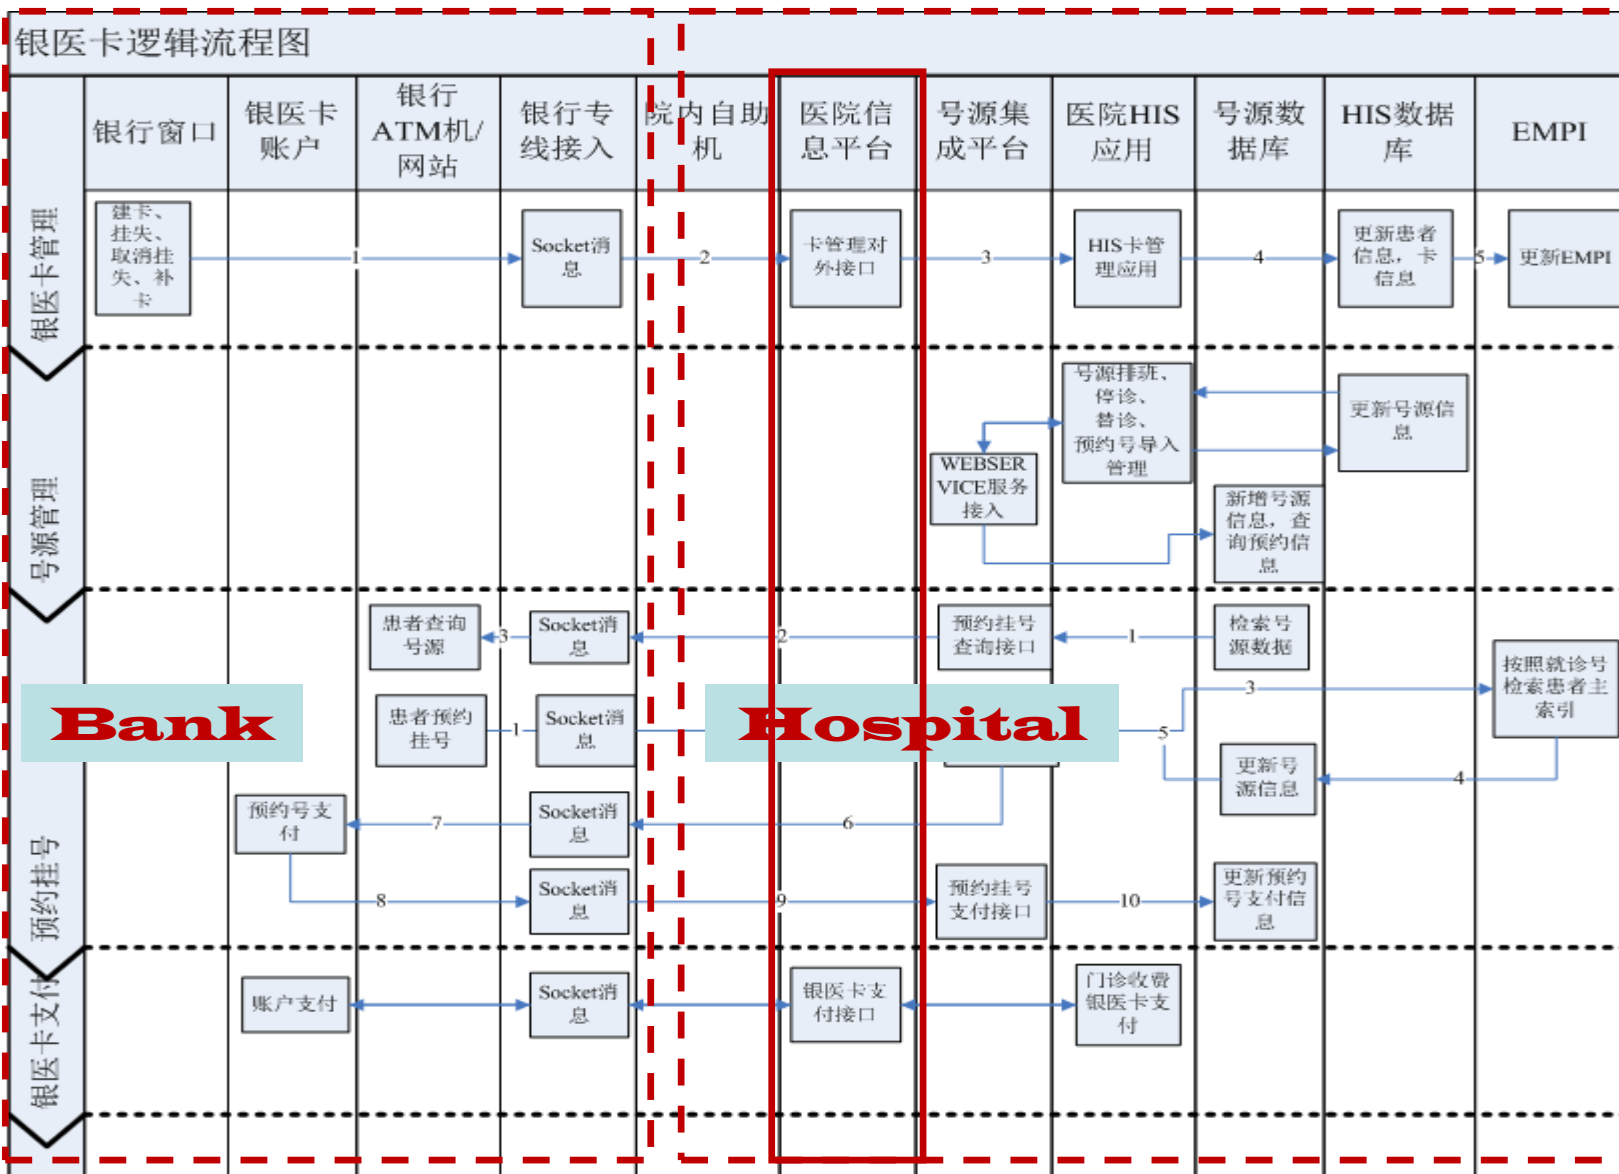 银医卡逻辑流程图
银行窗口
银医卡
账户
银行
ATM机/
网站
银行专
线接入
院内自助
机
医院信
息平台
号源集
成平台
医院HIS
应用
号源数
据库
HIS数据
库
EMPI
银医卡管理
建卡、
挂失、
取消挂
失、补
卡
1
Socket消
息
2
卡管理对
外接口
3
HIS卡管
理应用
4
更新患者
信息，卡
信息
5
更新EMPI
号源管理
WEBSER
VICE服务
接入
号源排班、
停诊、
替诊、
预约号导入
管理
更新号源信
息
新增号源
信息，查
询预约信
息
预约挂号
患者查询
号源
3
Socket消
息
2
预约挂号
查询接口
1
检索号
源数据
患者预约
挂号
1
Socket消
息
5
3
按照就诊号
检索患者主
索引
4
更新号
源信息
Bank
Hospital
预约号支
付
7
Socket消
息
6
8
Socket消
息
9
预约挂号
支付接口
10
更新预约
号支付信
息
银医卡支付
账户支付
Socket消
息
银医卡支
付接口
门诊收费
银医卡支
付